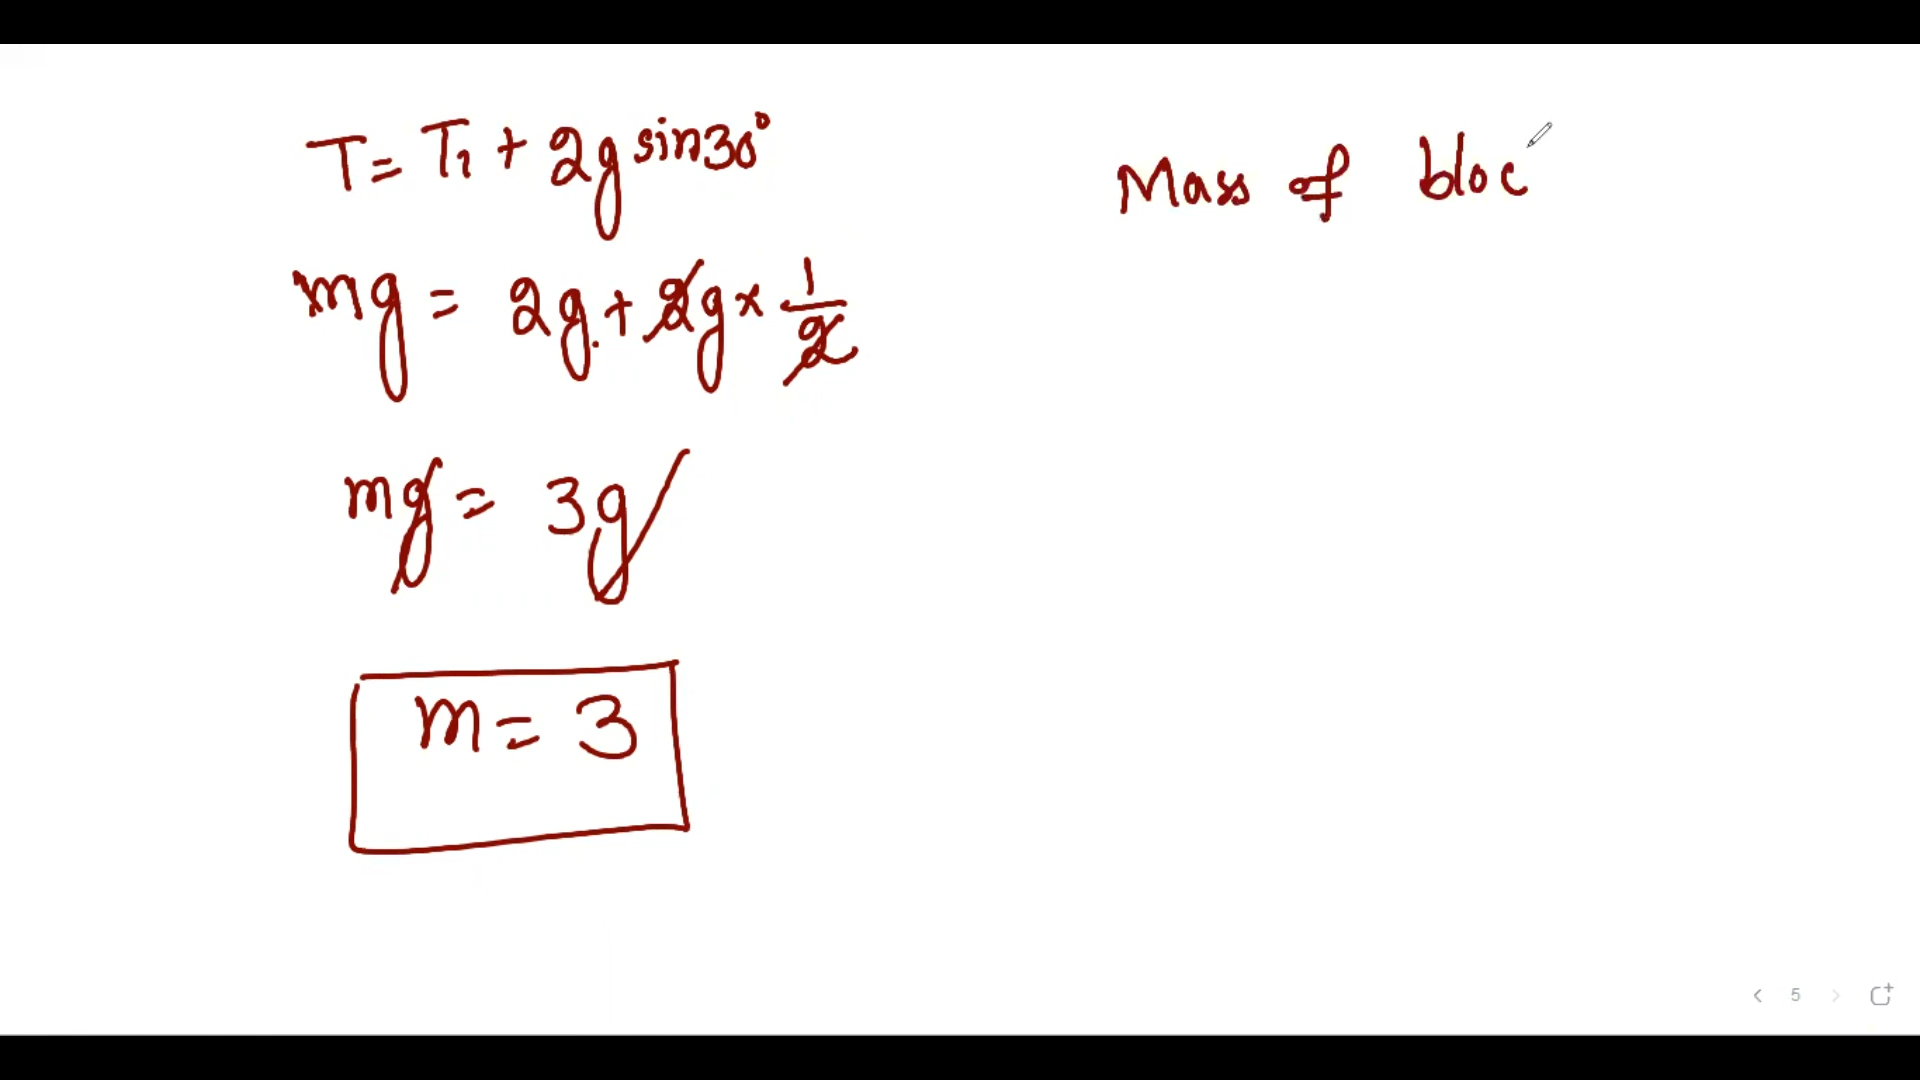 T = T₁ + 2g sin30°
mg = 2g + 2g × 1/2
mg = 3g
m = 3
Mass of bloc
5